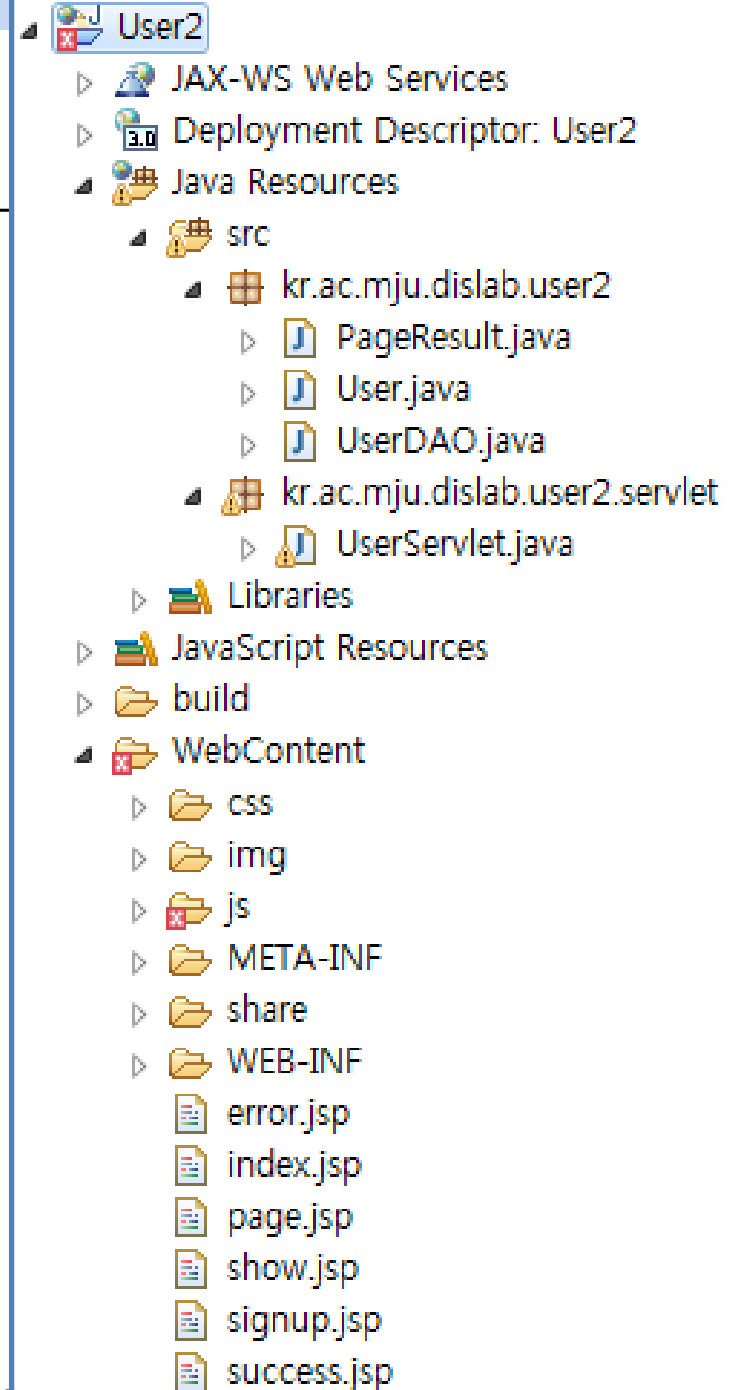 User2
JAX-WS Web Services
3.0 Deployment Descriptor: User2
Java Resources
src
kr.ac.mju.dislab.user2
PageResult.java
User.java
UserDAO.java
kr.ac.mju.dislab.user2.servlet
UserServlet.java
Libraries
JavaScript Resources
build
WebContent
css
img
js
META-INF
share
WEB-INF
error.jsp
index.jsp
page.jsp
show.jsp
signup.jsp
success.jsp